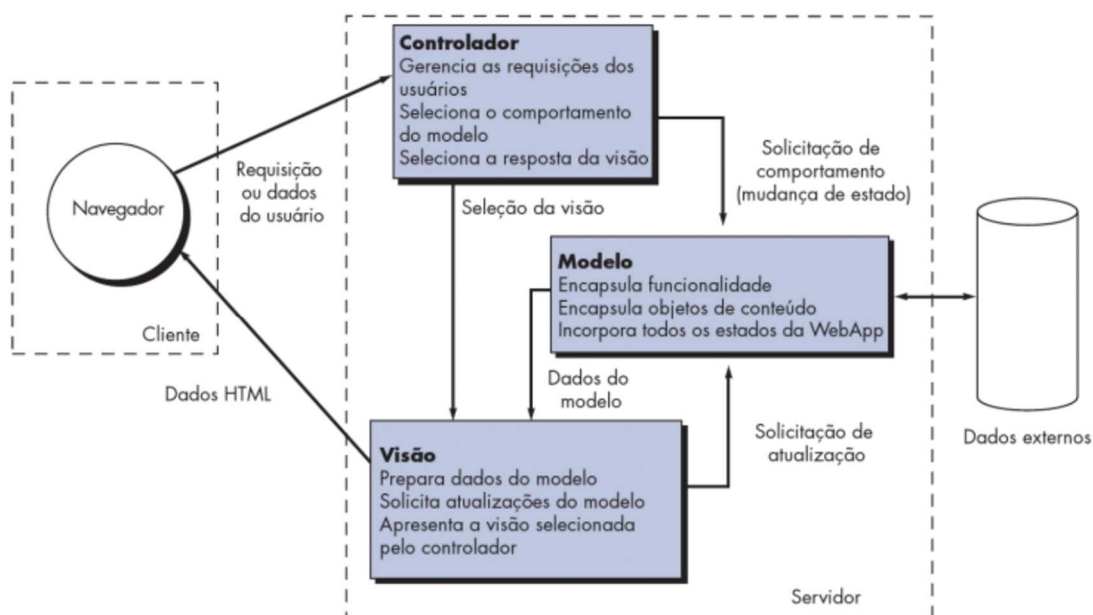 Controlador
Gerencia as requisições dos
usuários
Seleciona o comportamento
do modelo
Seleciona a resposta da visão
Navegador
Requisição
ou dados
do usuário
Cliente
Seleção da visão
Solicitação de
comportamento
(mudança de estado)
Modelo
Encapsula funcionalidade
Encapsula objetos de conteúdo
Incorpora todos os estados da WebApp
Dados HTML
Dados do
modelo
Solicitação de
atualização
Dados externos
Visão
Prepara dados do modelo
Solicita atualizações do modelo
Apresenta a visão selecionada
pelo controlador
Servidor